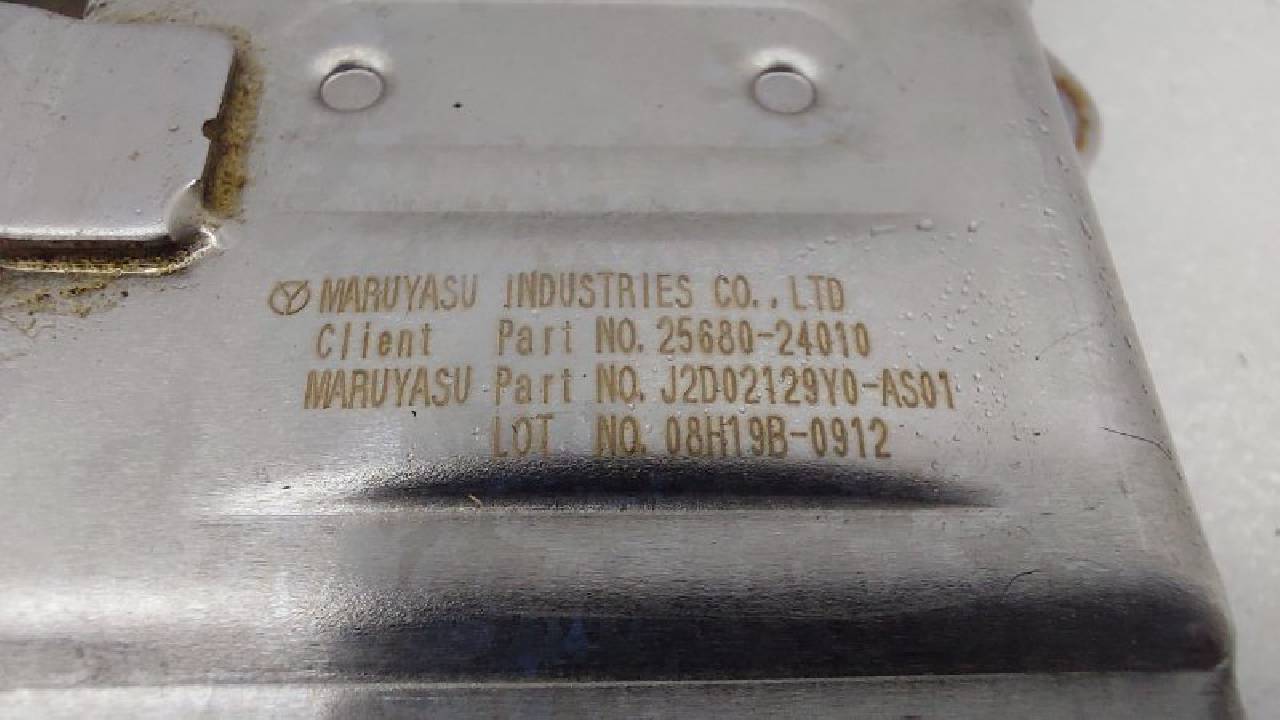 MARUYASU INDUSTRIES CO.,LTD
Client Part NO. 25680-24010
MARUYASU Part NO. J2D02129Y0-AS01
LOT NO. 08H19B-0912